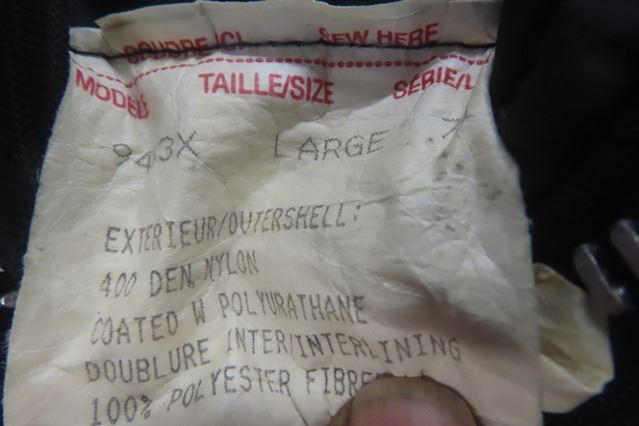 COUDRE ICI SEW HERE
MODELE TAILLE/SIZE SÉRIE/L
943X LARGE
EXTERIEUR/OUTERSHELL:
400 DEN. NYLON
COATED W POLYURATHANE
DOUBLURE INTER/INTERLINING
100% POLYESTER